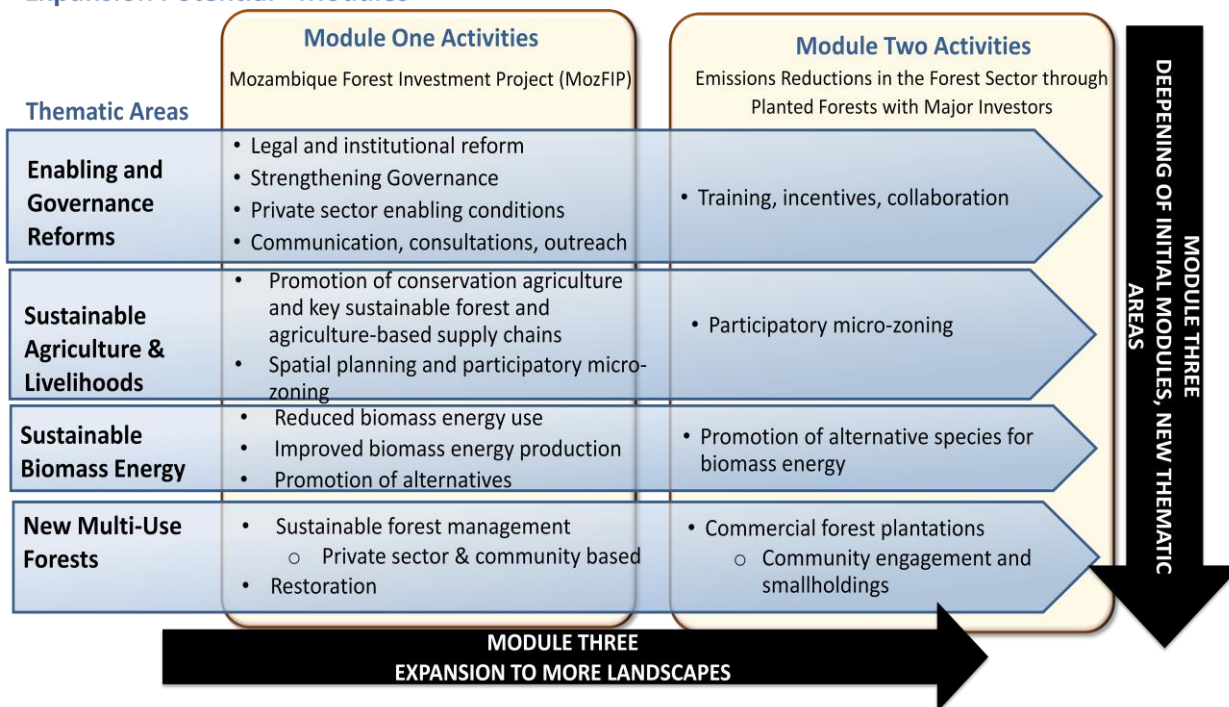 Expansion Potential - Modules
Module One Activities
Mozambique Forest Investment Project (MozFIP)
Module Two Activities
Emissions Reductions in the Forest Sector through
Planted Forests with Major Investors
Thematic Areas
Enabling and
Governance
Reforms
• Legal and institutional reform
• Strengthening Governance
• Private sector enabling conditions
• Communication, consultations, outreach
• Training, incentives, collaboration
Sustainable
Agriculture &
Livelihoods
• Promotion of conservation agriculture
and key sustainable forest and
agriculture-based supply chains
• Spatial planning and participatory micro-
zoning
• Participatory micro-zoning
Sustainable
Biomass Energy
• Reduced biomass energy use
• Improved biomass energy production
• Promotion of alternatives
• Promotion of alternative species for
biomass energy
New Multi-Use
Forests
• Sustainable forest management
o Private sector & community based
• Restoration
• Commercial forest plantations
o Community engagement and
smallholdings
MODULE THREE
EXPANSION TO MORE LANDSCAPES
MODULE THREE
DEEPENING OF INITIAL MODULES, NEW THEMATIC
AREAS